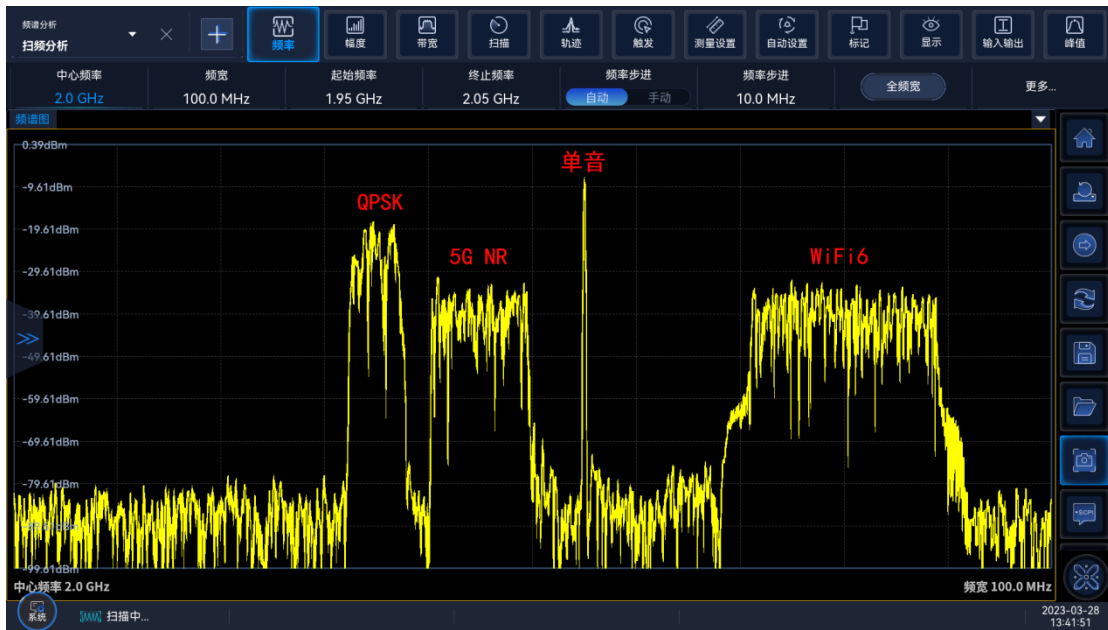 频谱分析
扫频分析
频率
幅度
带宽
扫描
轨迹
触发
测量设置
自动设置
标记
显示
输入输出
峰值
中心频率
2.0 GHz
频宽
100.0 MHz
起始频率
1.95 GHz
终止频率
2.05 GHz
频率步进
自动 手动
频率步进
10.0 MHz
全频宽
更多...
频谱图
0.39dBm
-9.61dBm
-19.61dBm
-29.61dBm
-39.61dBm
-49.61dBm
-59.61dBm
-69.61dBm
-79.61dBm
-99.61dBm
QPSK
5G NR
单音
WiFi6
中心频率 2.0 GHz
频宽 100.0 MHz
SCPI
系统
扫描中...
2023-03-28
13:41:51